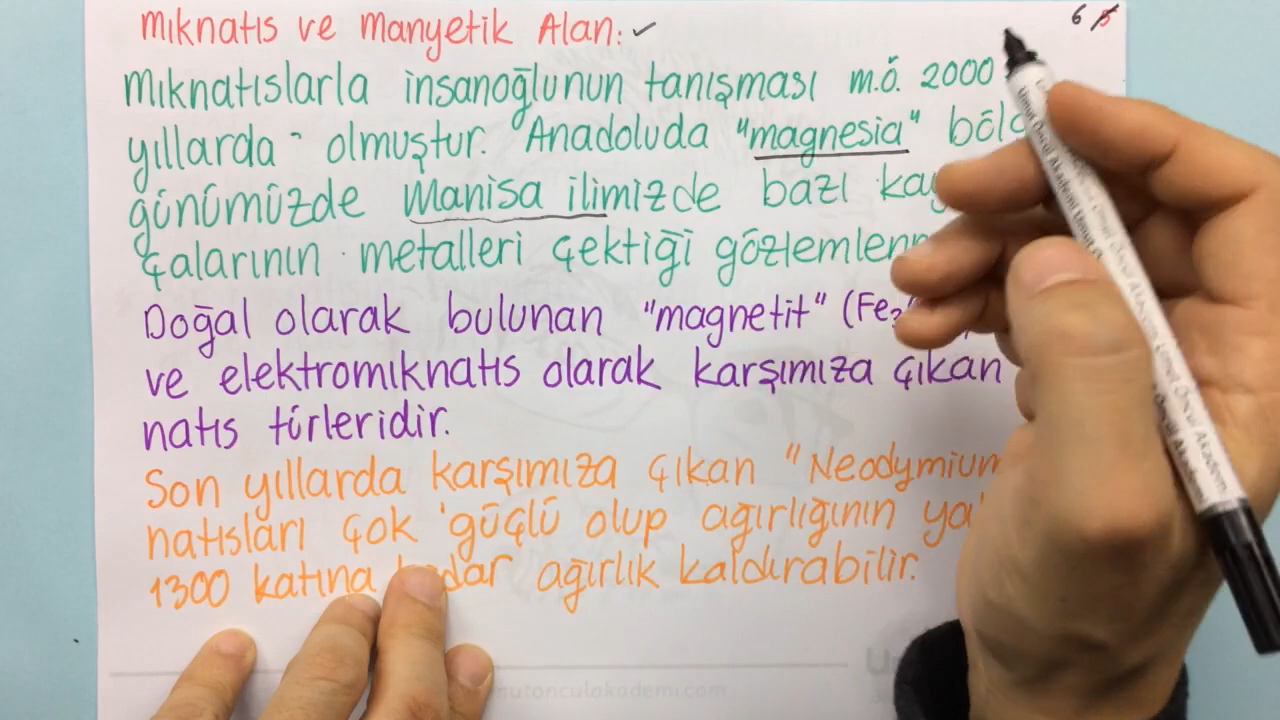 6 5
mıknatıs ve Manyetik Alan:
Mıknatıslarla insanoğlunun tanışması m.ö. 2000
yıllarda olmuştur. Anadoluda "magnesia"
günümüzde Manisa ilimizde bazı
çalarının metalleri çektiği
Doğal olarak bulunan "magnetit"
ve elektromıknatıs olarak karşımıza çıkan
natıs türleridir.
Son yıllarda karşımıza çıkan "Neodymium
natısları çok güçlü olup ağırlığının
1300 katına kadar ağırlık kaldırabilir.